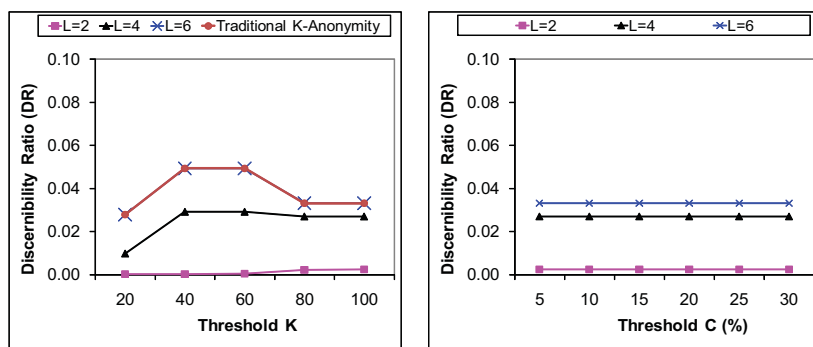 L=2 L=4 L=6 Traditional K-Anonymity
Discernibility Ratio (DR)
0.10
0.08
0.06
0.04
0.02
0.00
20 40 60 80 100
Threshold K
L=2 L=4 L=6
Discernibility Ratio (DR)
0.10
0.08
0.06
0.04
0.02
0.00
5 10 15 20 25 30
Threshold C (%)